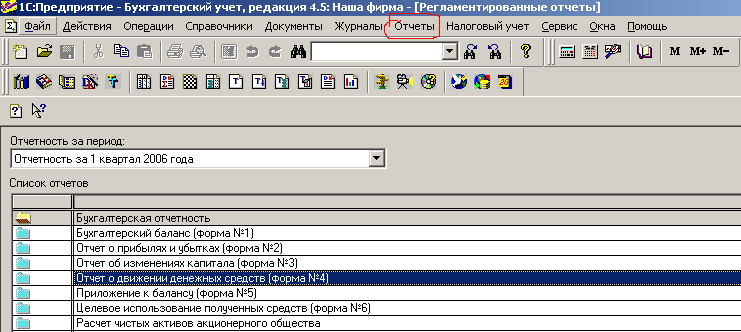 1С:Предприятие - Бухгалтерский учет, редакция 4.5: Наша фирма - [Регламентированные отчеты]
Файл Действия Операции Справочники Документы Журналы Отчеты Налоговый учет Сервис Окна Помощь
М М+ М−
Отчетность за период:
Отчетность за 1 квартал 2006 года
Список отчетов
Бухгалтерская отчетность
Бухгалтерский баланс (форма №1)
Отчет о прибылях и убытках (форма №2)
Отчет об изменениях капитала (форма №3)
Отчет о движении денежных средств (форма №4)
Приложение к балансу (форма №5)
Целевое использование полученных средств (форма №6)
Расчет чистых активов акционерного общества